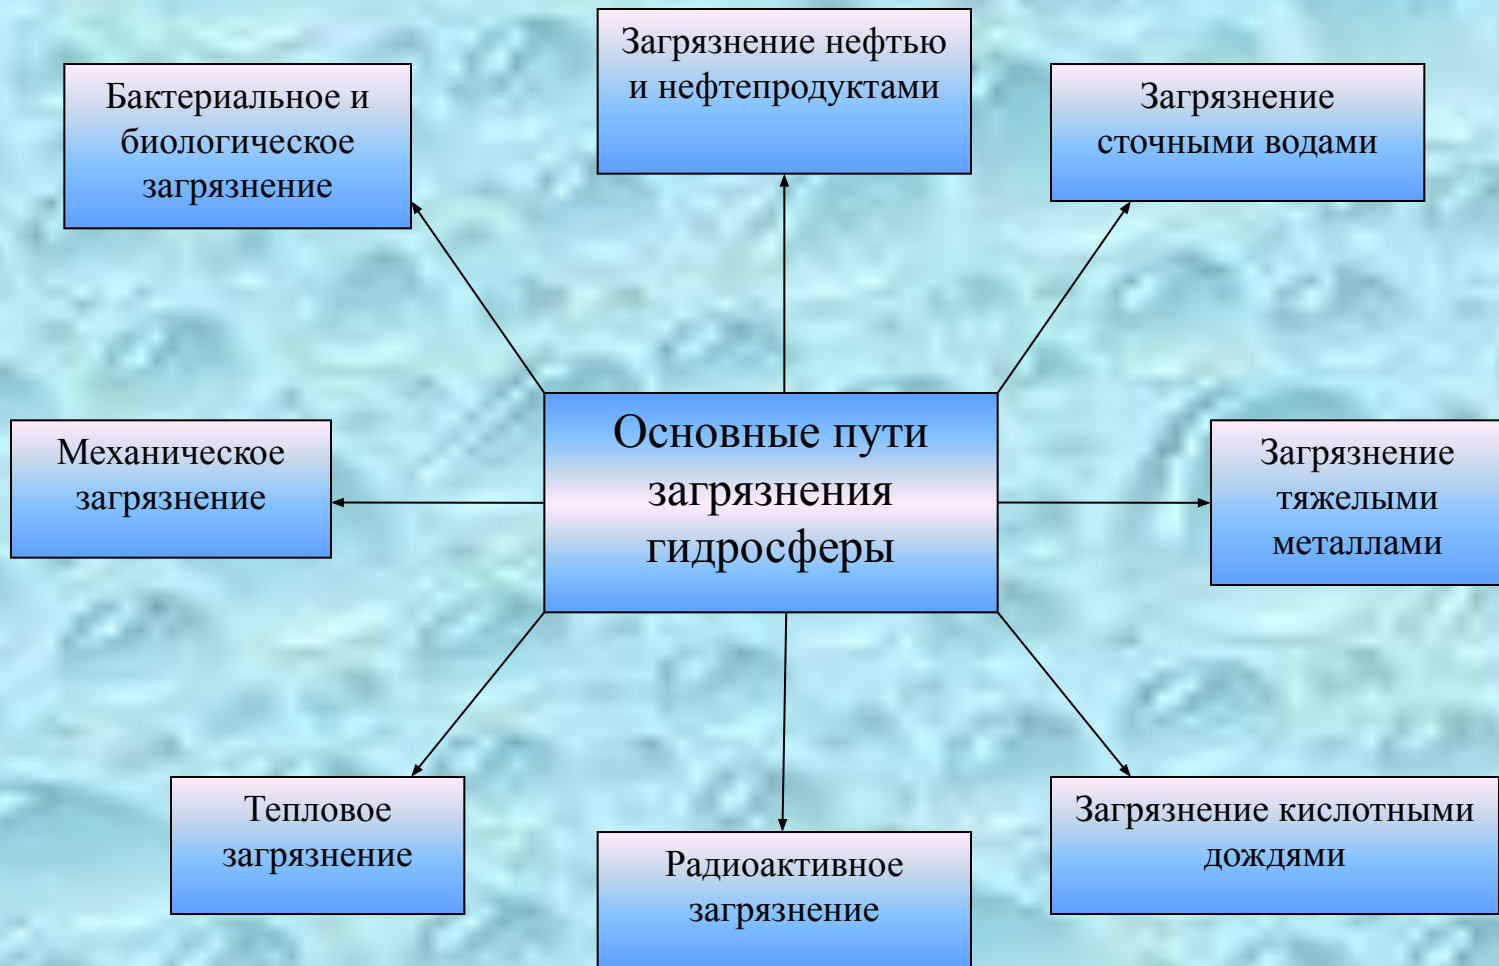 Загрязнение нефтью
и нефтепродуктами
Бактериальное и
биологическое
загрязнение
Загрязнение
сточными водами
Механическое
загрязнение
Основные пути
загрязнения
гидросферы
Загрязнение
тяжелыми
металлами
Тепловое
загрязнение
Радиоактивное
загрязнение
Загрязнение кислотными
дождями